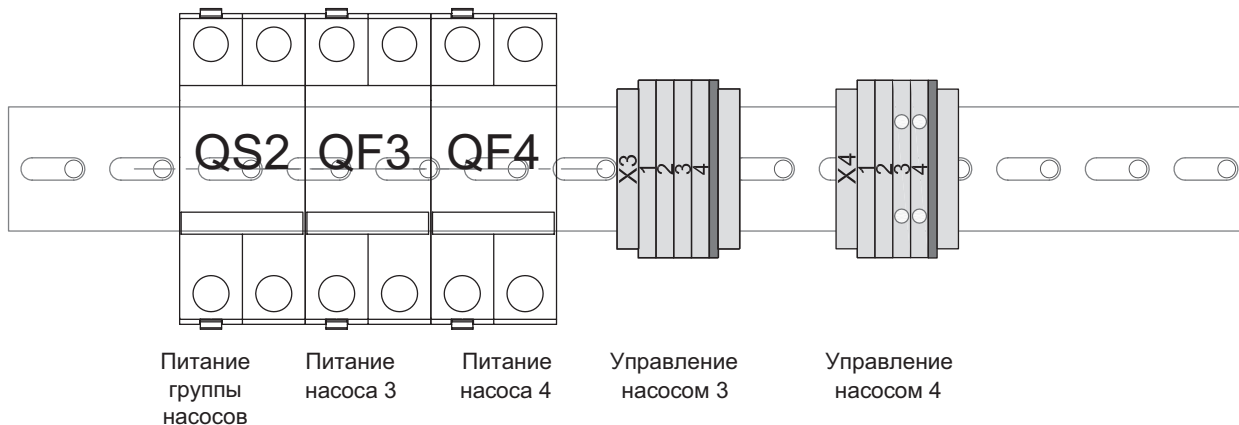 QS2 QF3 QF4
X3 1 2 3 4
X4 1 2 3 4
Питание
группы
насосов
Питание
насоса 3
Питание
насоса 4
Управление
насосом 3
Управление
насосом 4